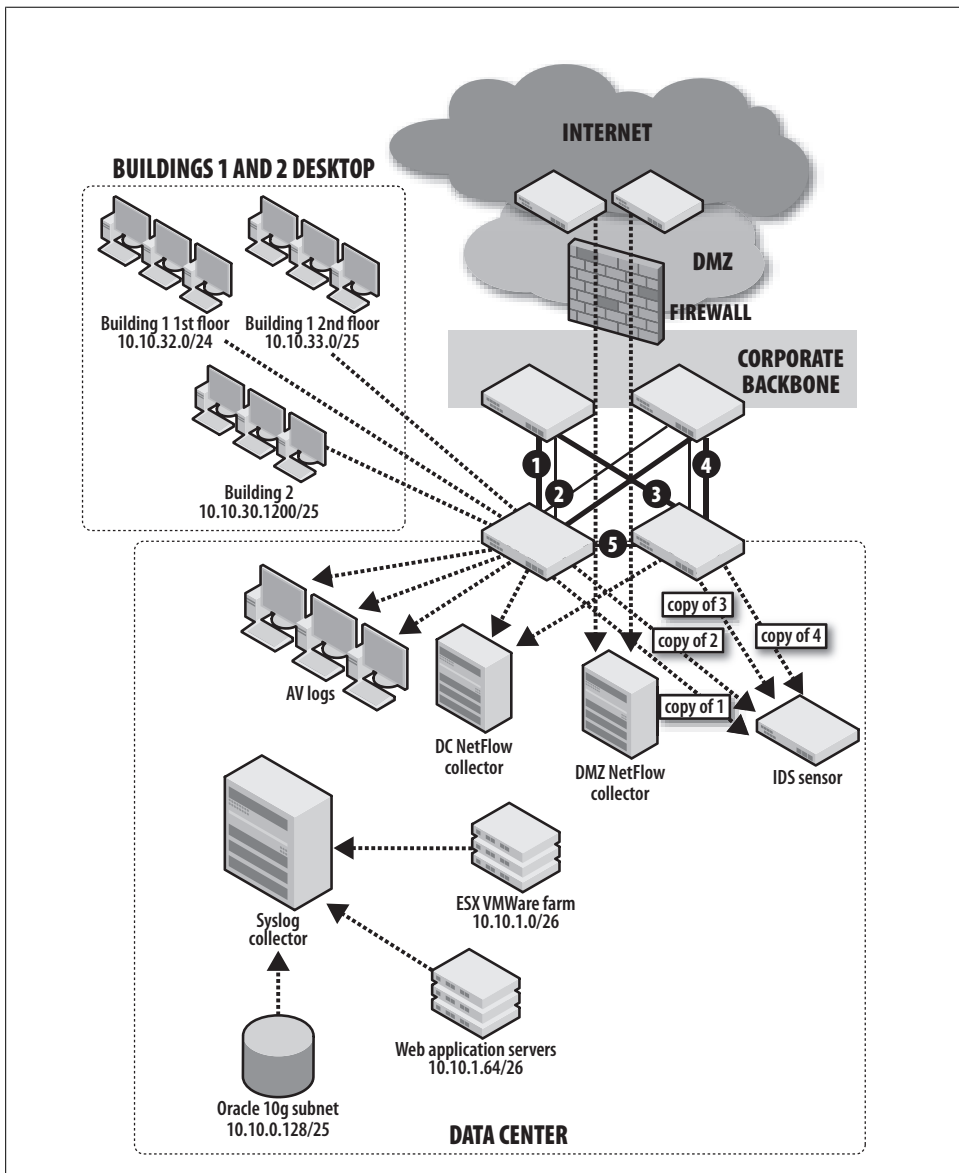 INTERNET
BUILDINGS 1 AND 2 DESKTOP
DMZ
FIREWALL
Building 1 1st floor
10.10.32.0/24
Building 1 2nd floor
10.10.33.0/25
CORPORATE
BACKBONE
Building 2
10.10.30.1200/25
1
2
3
4
5
copy of 3
copy of 2
copy of 4
copy of 1
AV logs
DC NetFlow
collector
DMZ NetFlow
collector
IDS sensor
Syslog
collector
ESX VMWare farm
10.10.1.0/26
Web application servers
10.10.1.64/26
Oracle 10g subnet
10.10.0.128/25
DATA CENTER